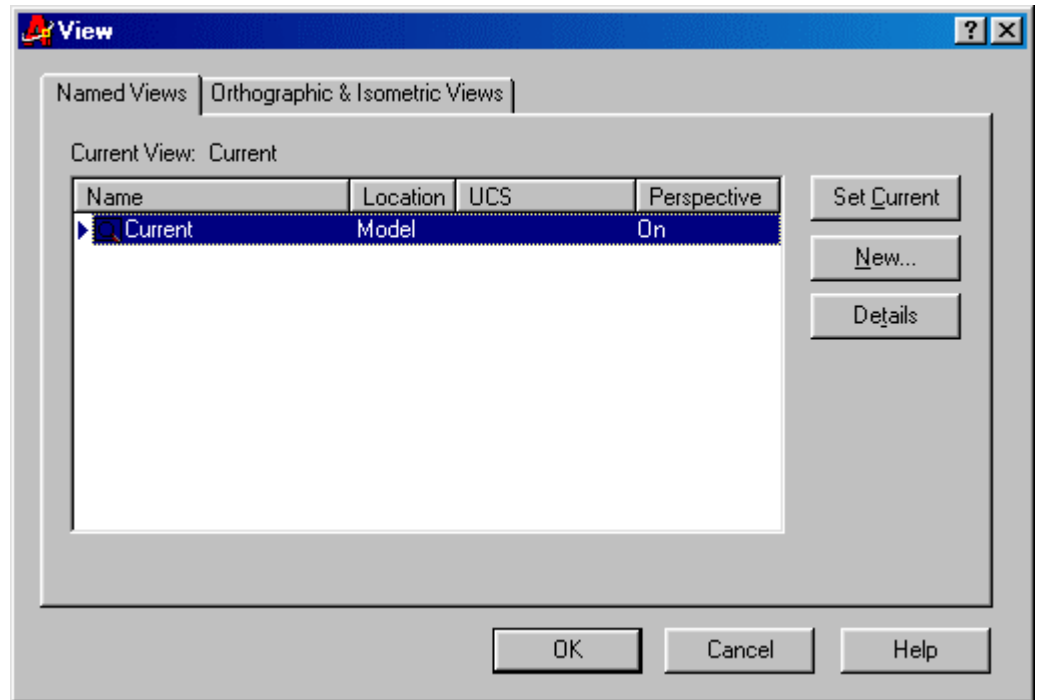 View
Named Views Orthographic & Isometric Views
Current View: Current
Name Location UCS Perspective Set Current
Current Model On
New...
Details
OK Cancel Help